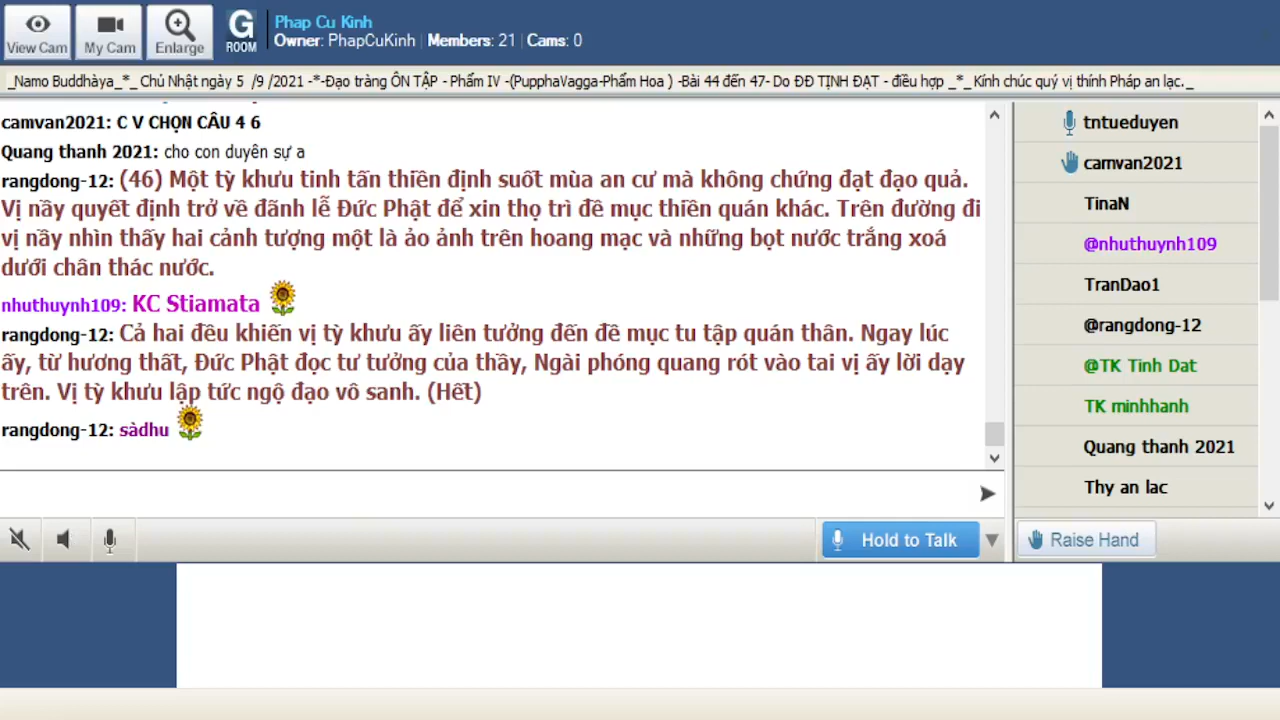 View Cam
My Cam
Enlarge
G
ROOM
Phap Cu Kinh
Owner: PhapCuKinh | Members: 21 | Cams: 0
_Namo Buddhàya_*_ Chủ Nhật ngày 5 /9 /2021 -*-Đạo tràng ÔN TẬP - Phẩm IV -(PupphaVagga-Phẩm Hoa ) -Bài 44 đến 47- Do ĐĐ TỊNH ĐẠT - điều hợp _*_Kính chúc quý vị thính Pháp an lạc._
camvan2021: C V CHỌN CÂU 4 6
Quang thanh 2021: cho con duyên sự a
rangdong-12: (46) Một tỳ khưu tinh tấn thiền định suốt mùa an cư mà không chứng đạt đạo quả.
Vị nầy quyết định trở về đãnh lễ Đức Phật để xin thọ trì đề mục thiền quán khác. Trên đường đi
vị nầy nhìn thấy hai cảnh tượng một là ảo ảnh trên hoang mạc và những bọt nước trắng xoá
dưới chân thác nước.
nhuthuynh109: KC Stiamata
rangdong-12: Cả hai đều khiến vị tỳ khưu ấy liên tưởng đến đề mục tu tập quán thân. Ngay lúc
ấy, từ hương thất, Đức Phật đọc tư tưởng của thầy, Ngài phóng quang rót vào tai vị ấy lời dạy
trên. Vị tỳ khưu lập tức ngộ đạo vô sanh. (Hết)
rangdong-12: sàdhu
tntueduyen
camvan2021
TinaN
@nhuthuynh109
TranDao1
@rangdong-12
@TK Tinh Dat
TK minhhanh
Quang thanh 2021
Thy an lac
Hold to Talk
Raise Hand